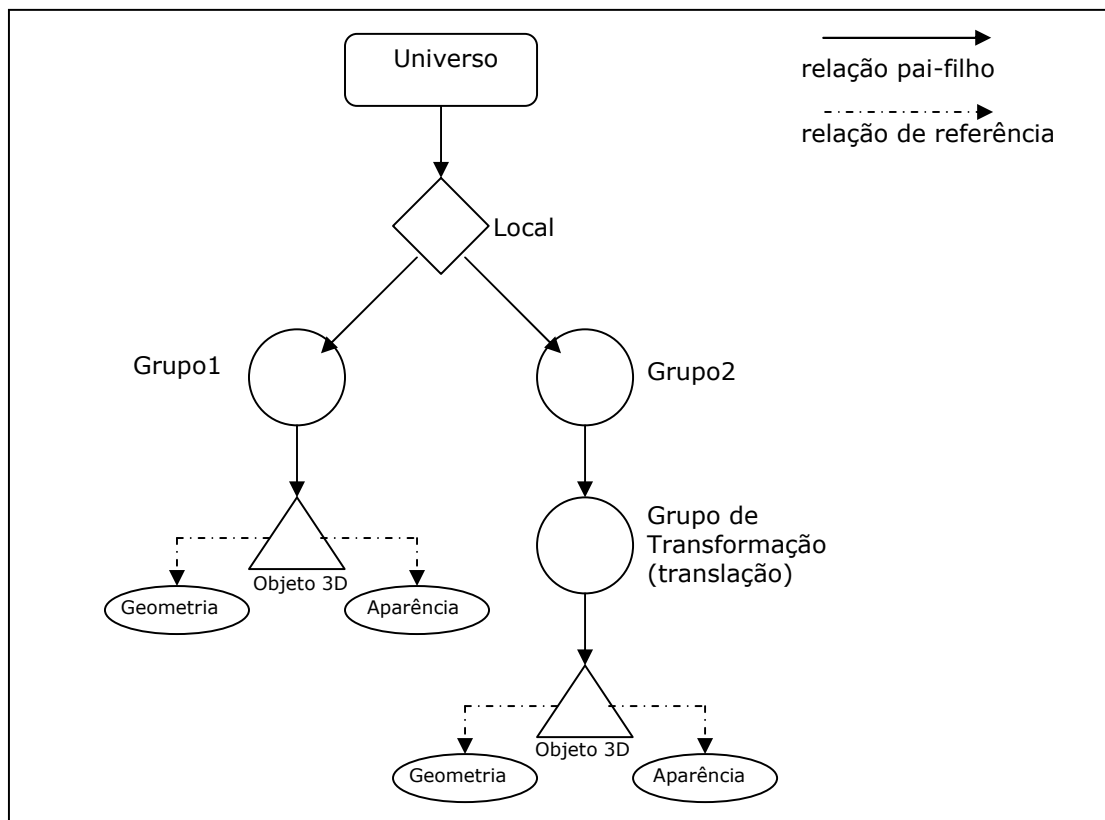 Universo
relação pai-filho
relação de referência
Local
Grupo1
Grupo2
Grupo de
Transformação
(translação)
Objeto 3D
Geometria
Aparência
Objeto 3D
Geometria
Aparência